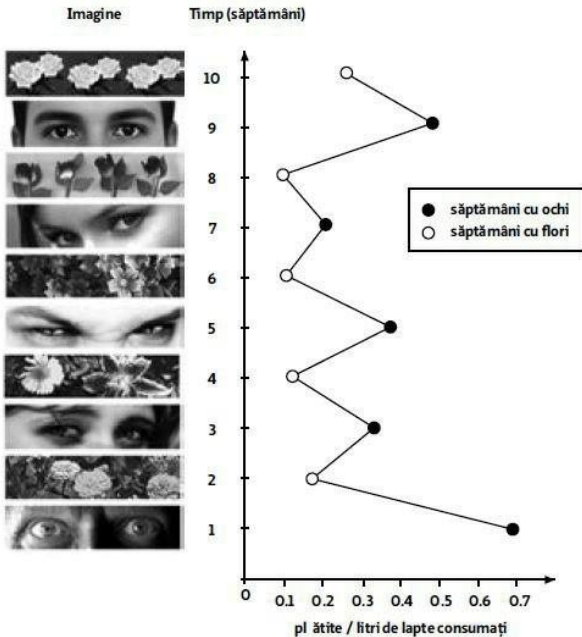 Imagine Timp (săptămâni)
10
9
8
7
6
5
4
3
2
1
0
săptămâni cu ochi
săptămâni cu flori
0 0.1 0.2 0.3 0.4 0.5 0.6 0.7
pl ătite / litri de lapte consumați